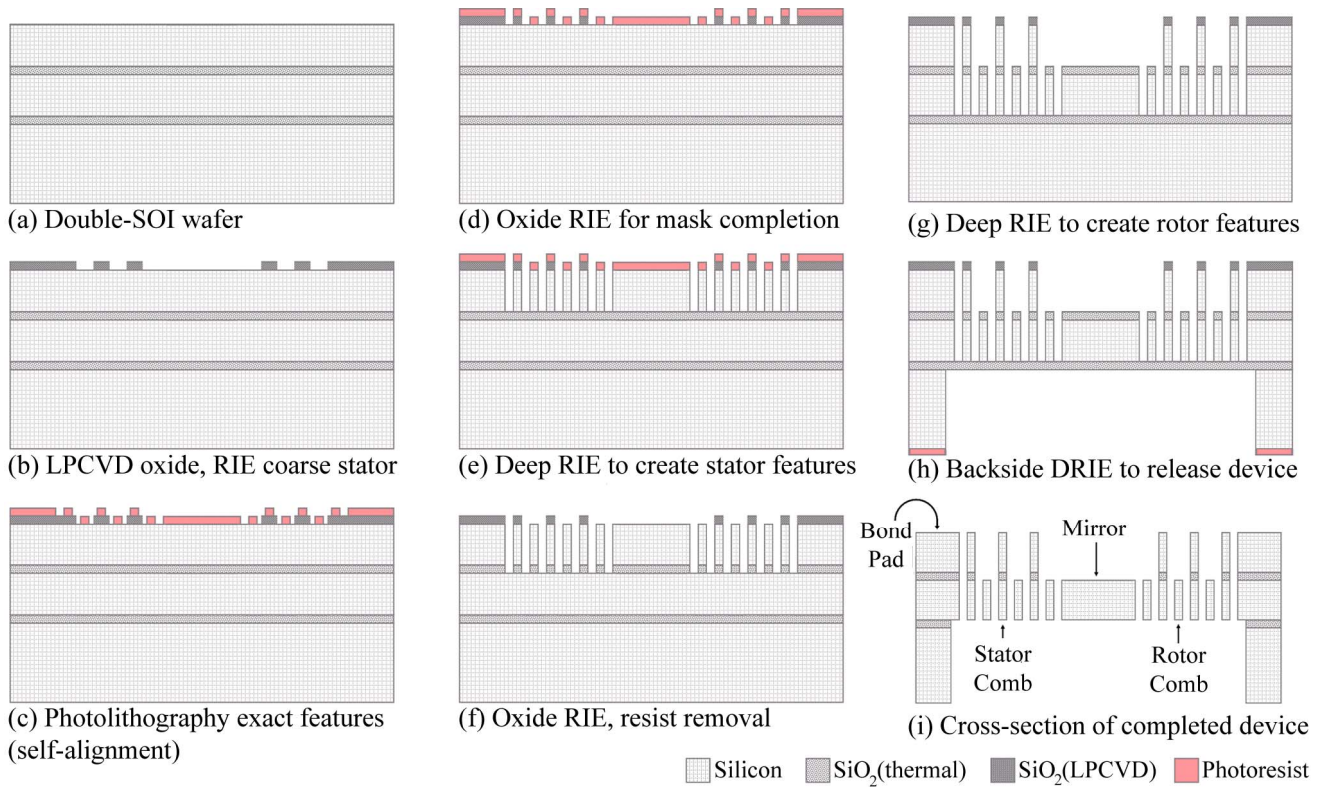 (a) Double-SOI wafer
(b) LPCVD oxide, RIE coarse stator
(c) Photolithography exact features
(self-alignment)
(d) Oxide RIE for mask completion
(e) Deep RIE to create stator features
(f) Oxide RIE, resist removal
(g) Deep RIE to create rotor features
(h) Backside DRIE to release device
Bond
Pad
Mirror
Stator
Comb
Rotor
Comb
(i) Cross-section of completed device
Silicon
SiO2(thermal)
SiO2(LPCVD)
Photoresist